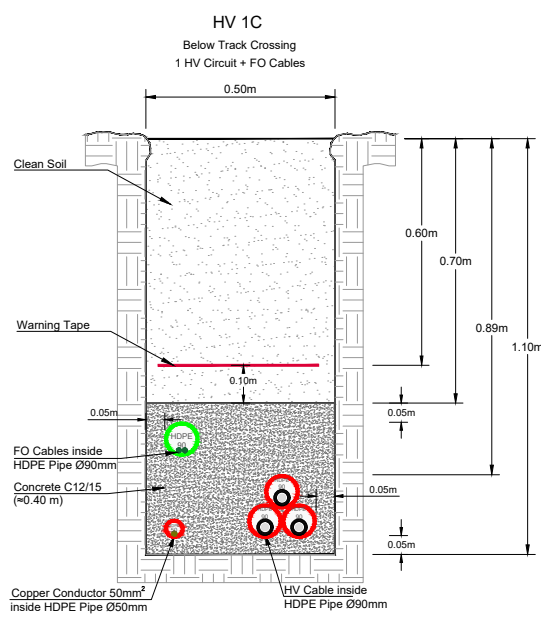 HV 1C
Below Track Crossing
1 HV Circuit + FO Cables
0.50m
Clean Soil
0.60m
0.70m
0.89m
1.10m
Warning Tape
0.10m
0.05m
0.05m
HDPE
90
FO Cables inside
HDPE Pipe Ø90mm
Concrete C12/15
(≈0.40 m)
90
0.05m
90
90
0.05m
Copper Conductor 50mm²
inside HDPE Pipe Ø50mm
HV Cable inside
HDPE Pipe Ø90mm